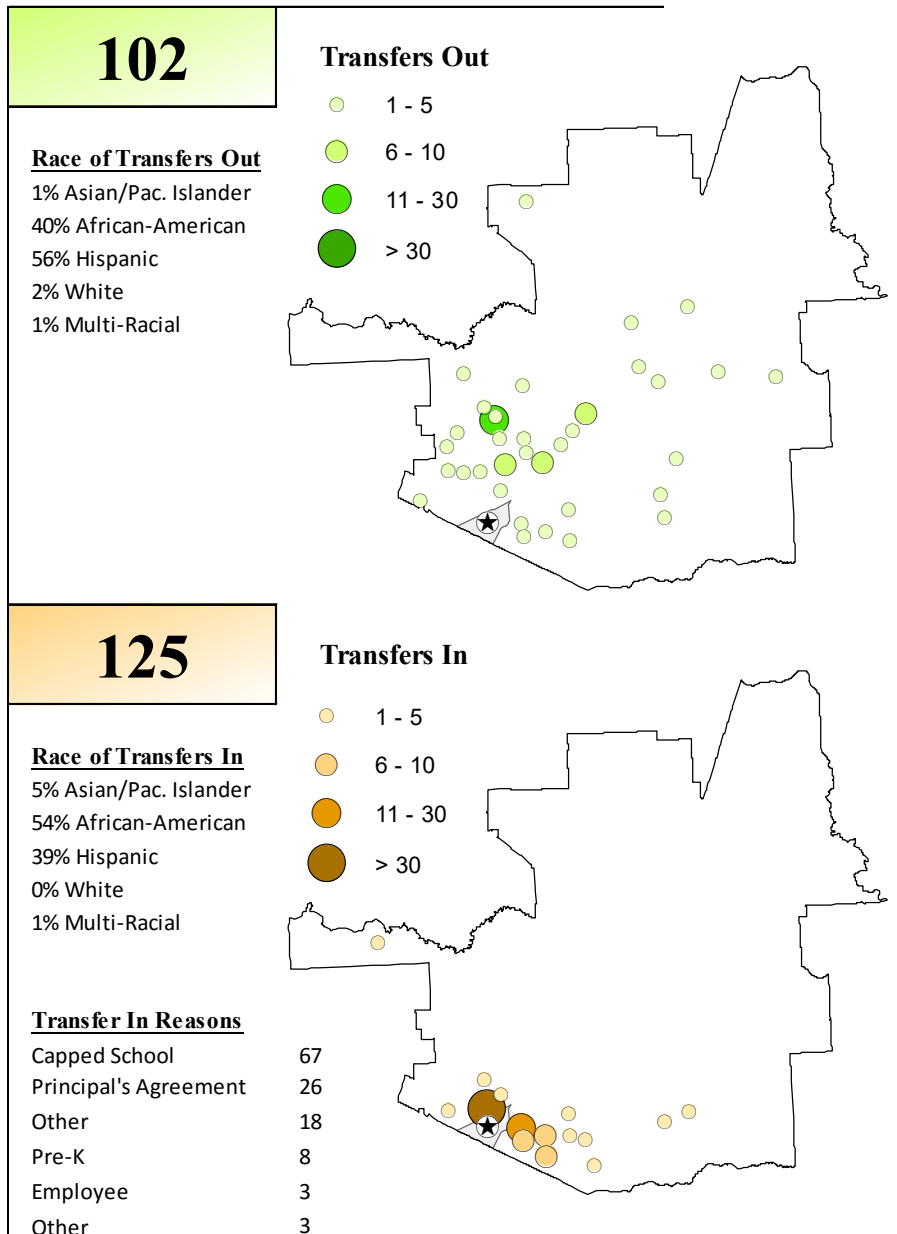 102
Race of Transfers Out
1% Asian/Pac. Islander
40% African-American
56% Hispanic
2% White
1% Multi-Racial
Transfers Out
1 - 5
6 - 10
11 - 30
> 30
125
Race of Transfers In
5% Asian/Pac. Islander
54% African-American
39% Hispanic
0% White
1% Multi-Racial
Transfer In Reasons
Capped School 67
Principal's Agreement 26
Other 18
Pre-K 8
Employee 3
Other 3
Transfers In
1 - 5
6 - 10
11 - 30
> 30